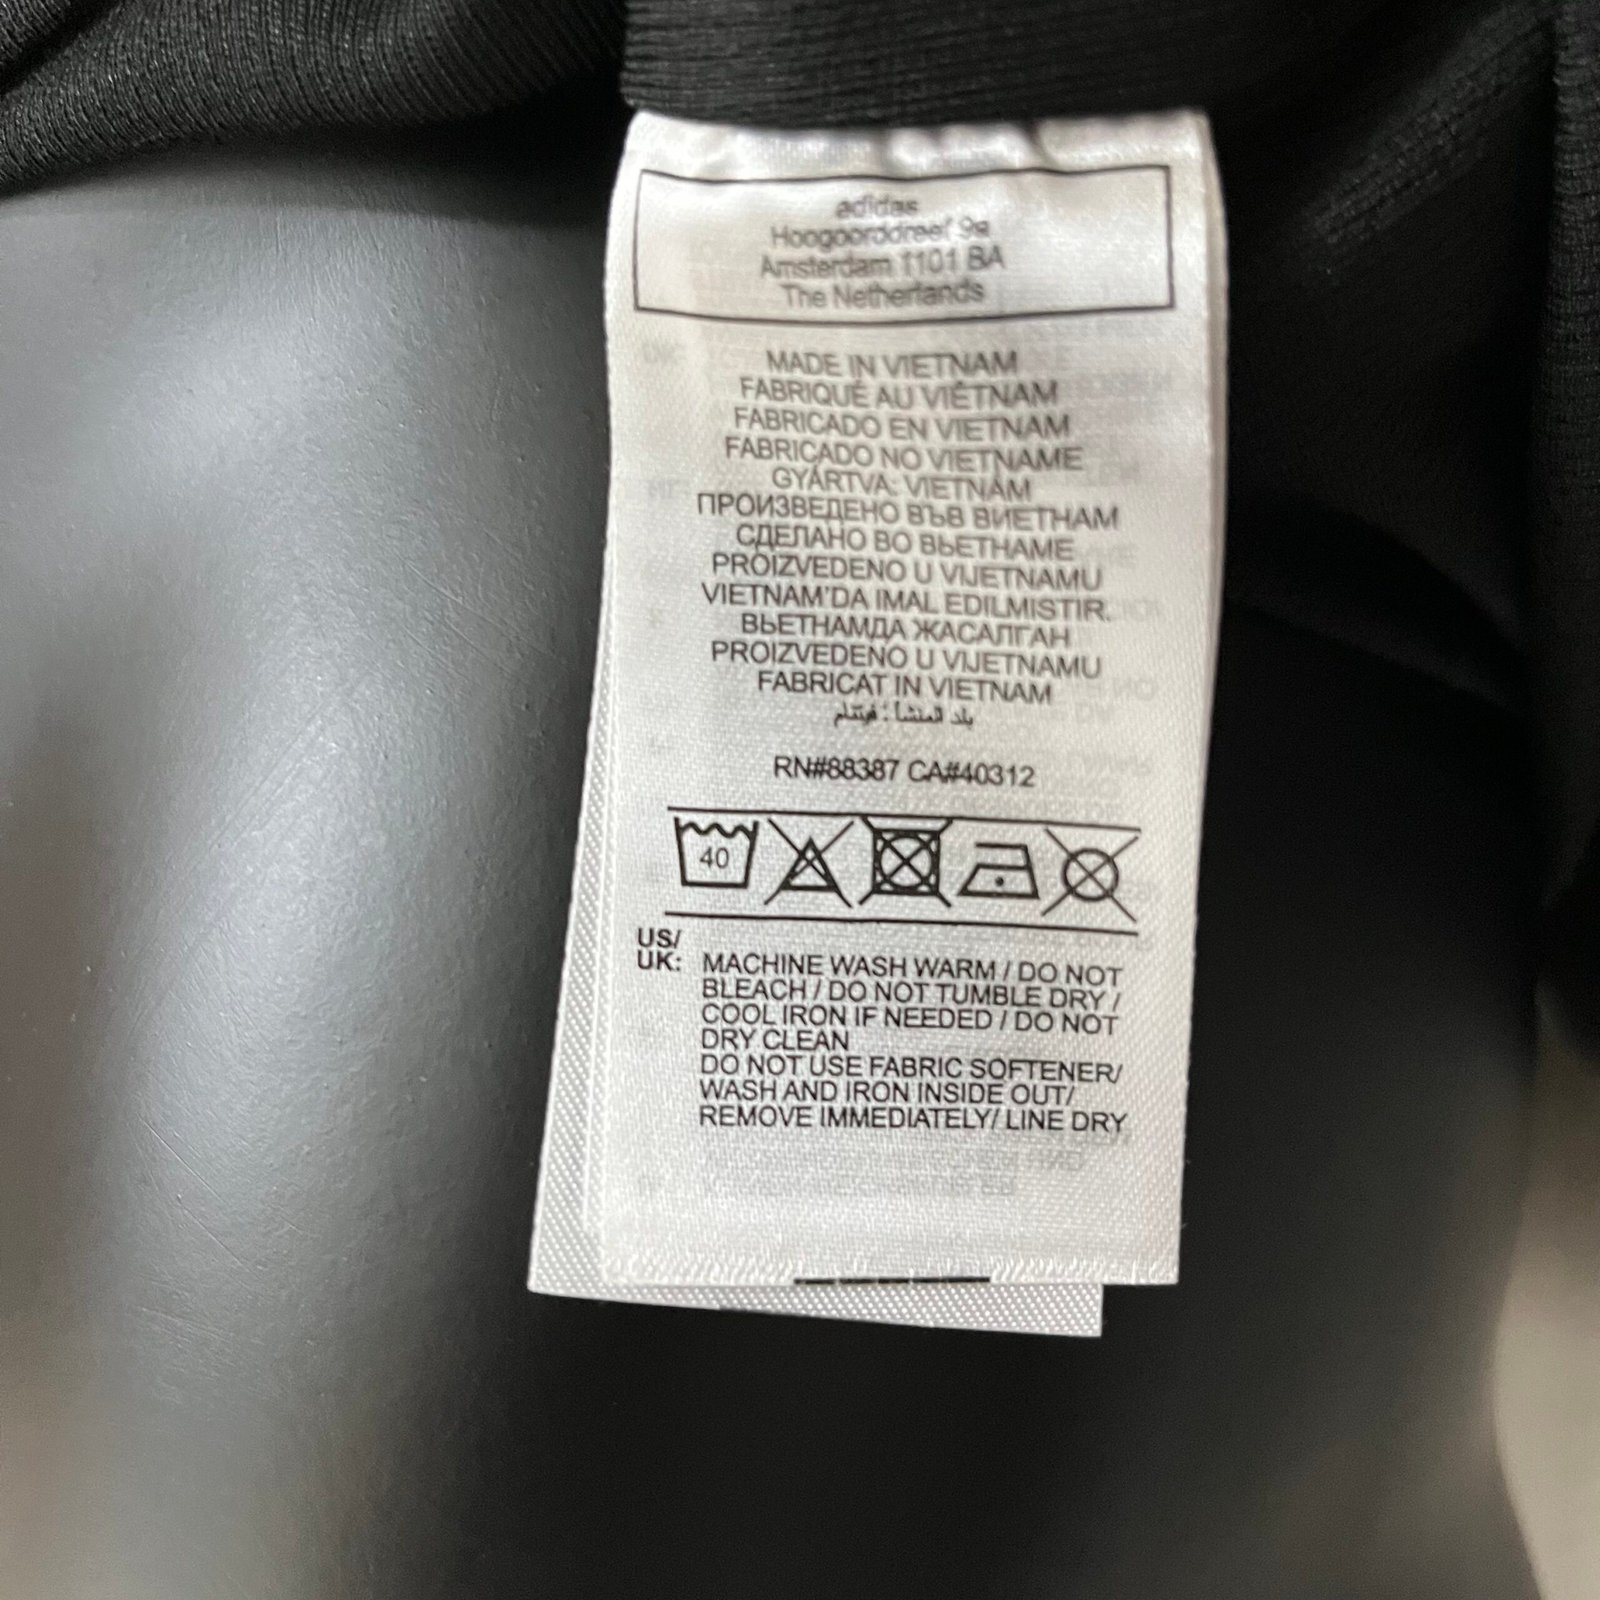 adidas
Hoogoorddreef 9a
Amsterdam 1101 BA
The Netherlands
MADE IN VIETNAM
FABRIQUÉ AU VIÊTNAM
FABRICADO EN VIETNAM
FABRICADO NO VIETNAME
GYÁRTVA: VIETNÁM
ПРОИЗВЕДЕНО ВЪВ ВИЕТНАМ
СДЕЛАНО ВО ВЬЕТНАМЕ
PROIZVEDENO U VIJETNAMU
VIETNAM'DA IMAL EDILMISTIR.
ВЬЕТНАМДА ЖАСАЛҒАН
PROIZVEDENO U VIJETNAMU
FABRICAT IN VIETNAM
بلد المنشأ : فيتنام
RN#88387 CA#40312
40
US/
UK: MACHINE WASH WARM / DO NOT
BLEACH / DO NOT TUMBLE DRY /
COOL IRON IF NEEDED / DO NOT
DRY CLEAN
DO NOT USE FABRIC SOFTENER/
WASH AND IRON INSIDE OUT/
REMOVE IMMEDIATELY/ LINE DRY